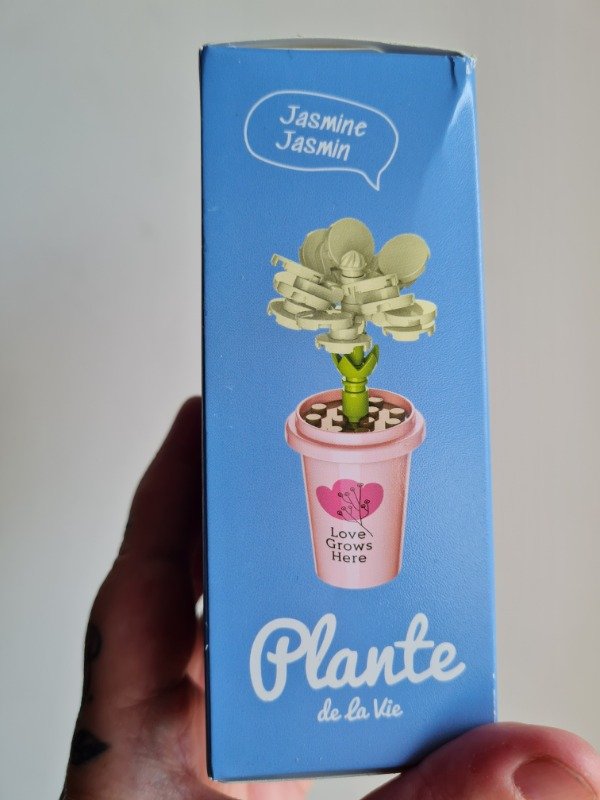 Jasmine
Jasmin
Love
Grows
Here
Plante
de la Vie